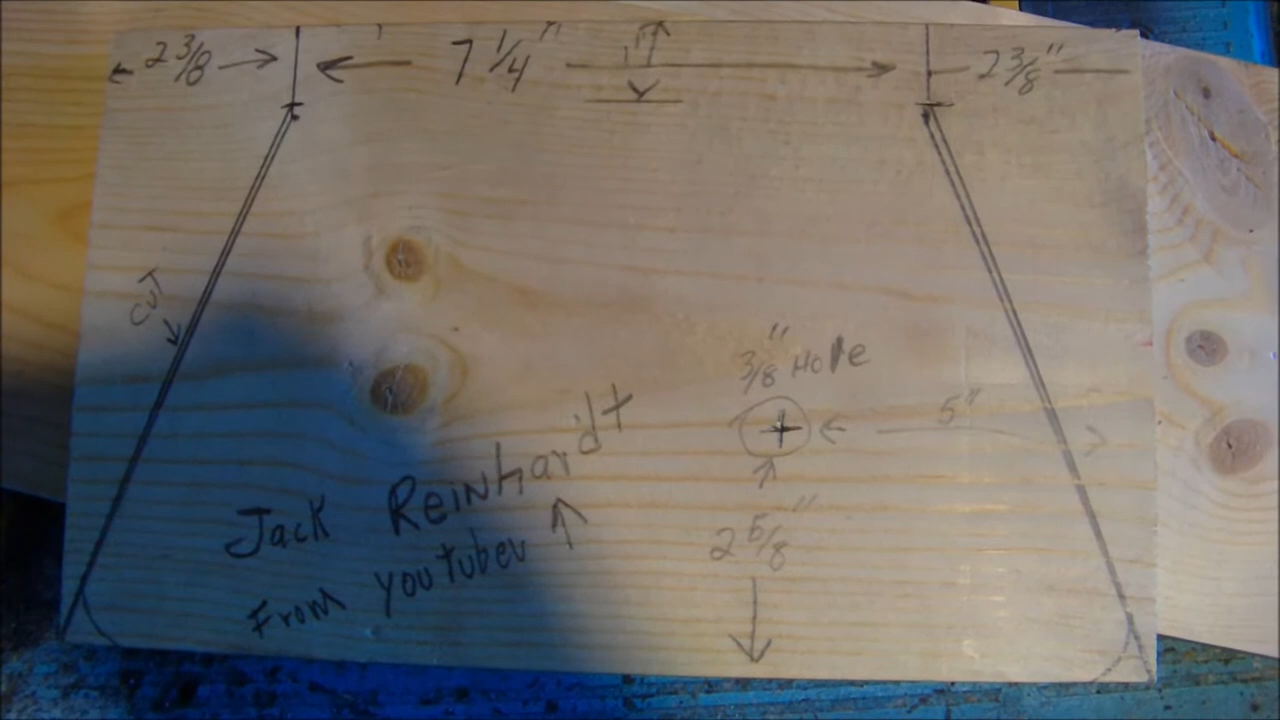 2 3/8
7 1/4"
1"
2 3/8"
CUT
3/8" HOle
5"
2 5/8"
Jack Reinhardt
From youtuber